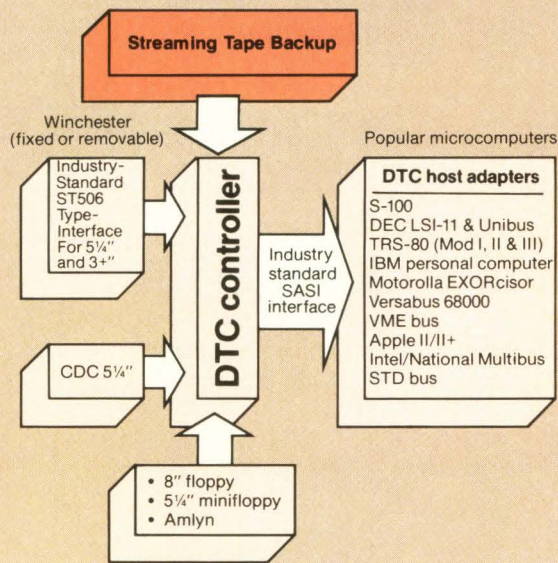 Streaming Tape Backup
Winchester
(fixed or removable)
Industry-
Standard
ST506
Type-
Interface
For 5¼"
and 3+"
CDC 5¼"
DTC controller
• 8" floppy
• 5¼" minifloppy
• Amlyn
Industry
standard
SASI
interface
Popular microcomputers
DTC host adapters
S-100
DEC LSI-11 & Unibus
TRS-80 (Mod I, II & III)
IBM personal computer
Motorolla EXORcisor
Versabus 68000
VME bus
Apple II/II+
Intel/National Multibus
STD bus